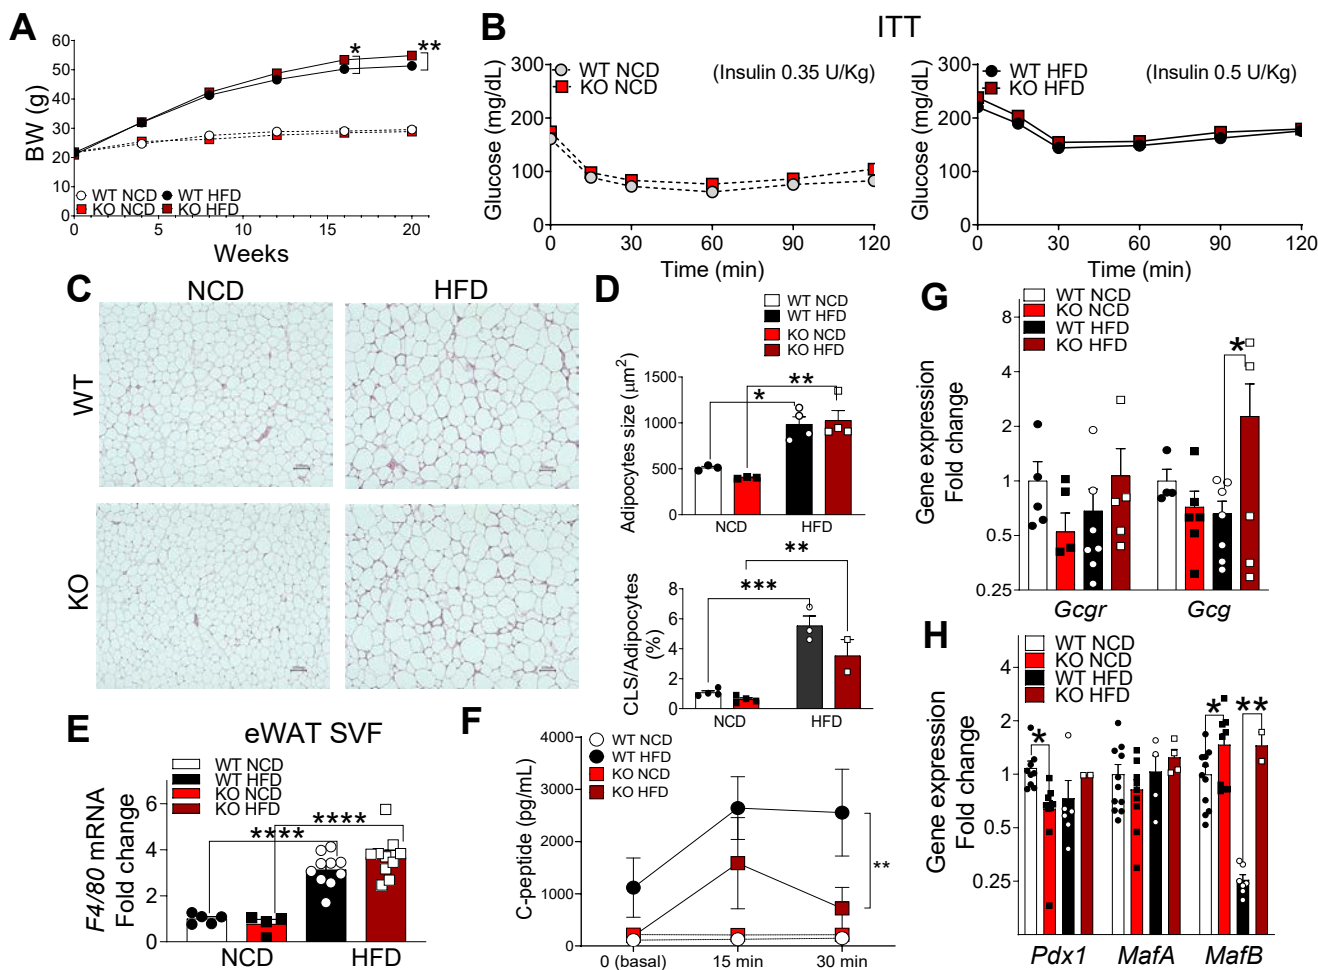 A
BW (g)
60
50
40
30
20
10
0
* **
WT NCD WT HFD
KO NCD KO HFD
0 5 10 15 20
Weeks
B
ITT
Glucose (mg/dL)
300
200
100
0
WT NCD
KO NCD
(Insulin 0.35 U/Kg)
0 30 60 90 120
Time (min)
Glucose (mg/dL)
300
200
100
0
WT HFD
KO HFD
(Insulin 0.5 U/Kg)
0 30 60 90 120
Time (min)
C
NCD HFD
WT
KO
D
WT NCD
WT HFD
KO NCD
KO HFD
Adipocytes size (µm²)
1500
1000
500
0
* **
NCD HFD
CLS/Adipocytes
(%)
8
6
4
2
0
*** **
NCD HFD
E
eWAT SVF
WT NCD
WT HFD
KO NCD
KO HFD
F4/80 mRNA
Fold change
6
4
2
0
**** ****
NCD HFD
F
C-peptide (pg/mL)
4000
3000
2000
1000
0
WT NCD
WT HFD
KO NCD
KO HFD
**
0 (basal) 15 min 30 min
G
WT NCD
KO NCD
WT HFD
KO HFD
Gene expression
Fold change
8
4
2
1
0.5
0.25
*
Gcgr Gcg
H
WT NCD
KO NCD
WT HFD
KO HFD
Gene expression
Fold change
4
2
1
0.5
0.25
* * **
Pdx1 MafA MafB